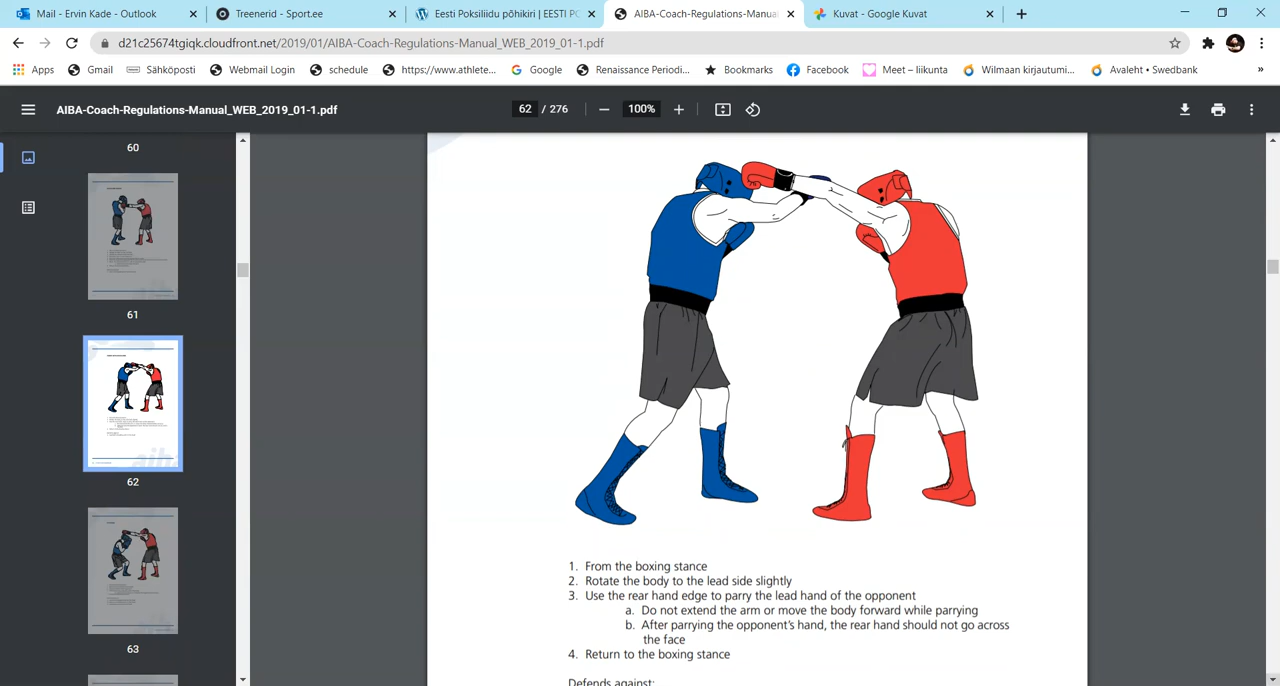 Mail - Ervin Kade - Outlook
Treenerid - Sport.ee
Eesti Poksiliidu põhikiri | EESTI PO
AIBA-Coach-Regulations-Manual
Kuvat - Google Kuvat
d21c25674tgiqk.cloudfront.net/2019/01/AIBA-Coach-Regulations-Manual_WEB_2019_01-1.pdf
Apps
Gmail
Sähköposti
Webmail Login
schedule
https://www.athlete...
Google
Renaissance Periodi...
Bookmarks
Facebook
Meet – liikunta
Wilmaan kirjautumi...
Avaleht • Swedbank
»
AIBA-Coach-Regulations-Manual_WEB_2019_01-1.pdf
62 / 276
100%
60
61
62
63
1. From the boxing stance
2. Rotate the body to the lead side slightly
3. Use the rear hand edge to parry the lead hand of the opponent
a. Do not extend the arm or move the body forward while parrying
b. After parrying the opponent's hand, the rear hand should not go across
the face
4. Return to the boxing stance
Defends against: